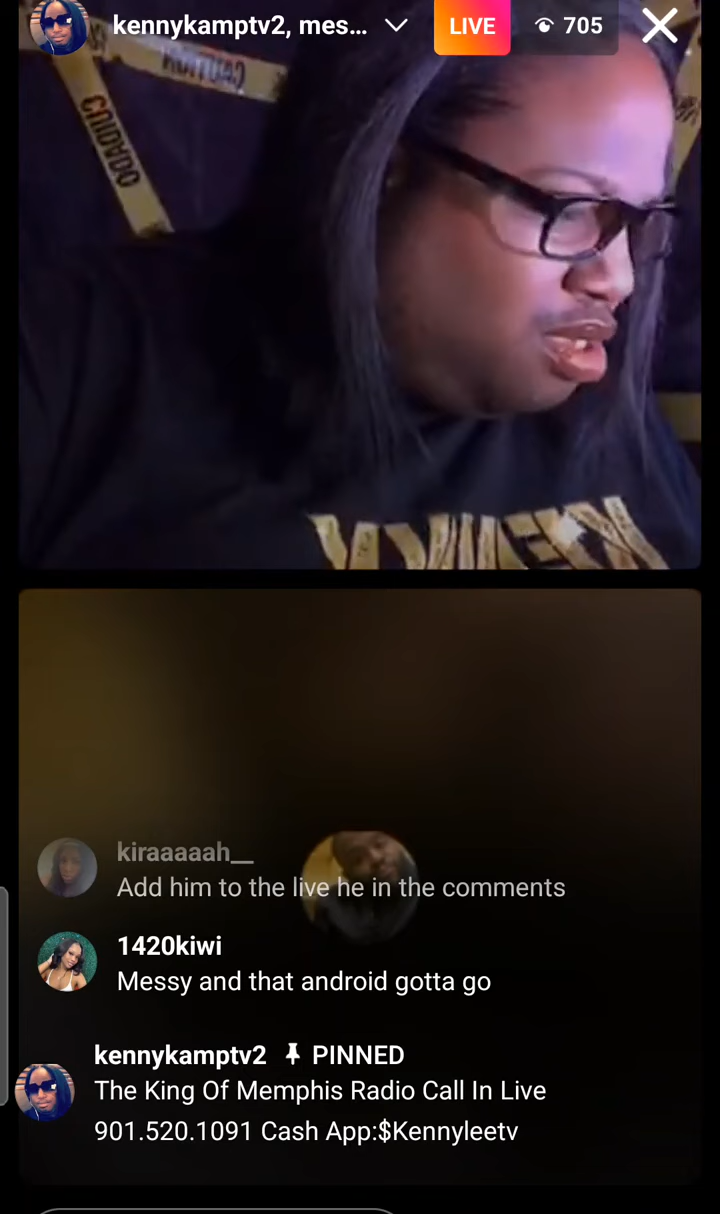 kennykamptv2, mes...
LIVE
705
CAUTION
kiraaaaah__
Add him to the live he in the comments
1420kiwi
Messy and that android gotta go
kennykamptv2 PINNED
The King Of Memphis Radio Call In Live
901.520.1091 Cash App:$Kennyleetv